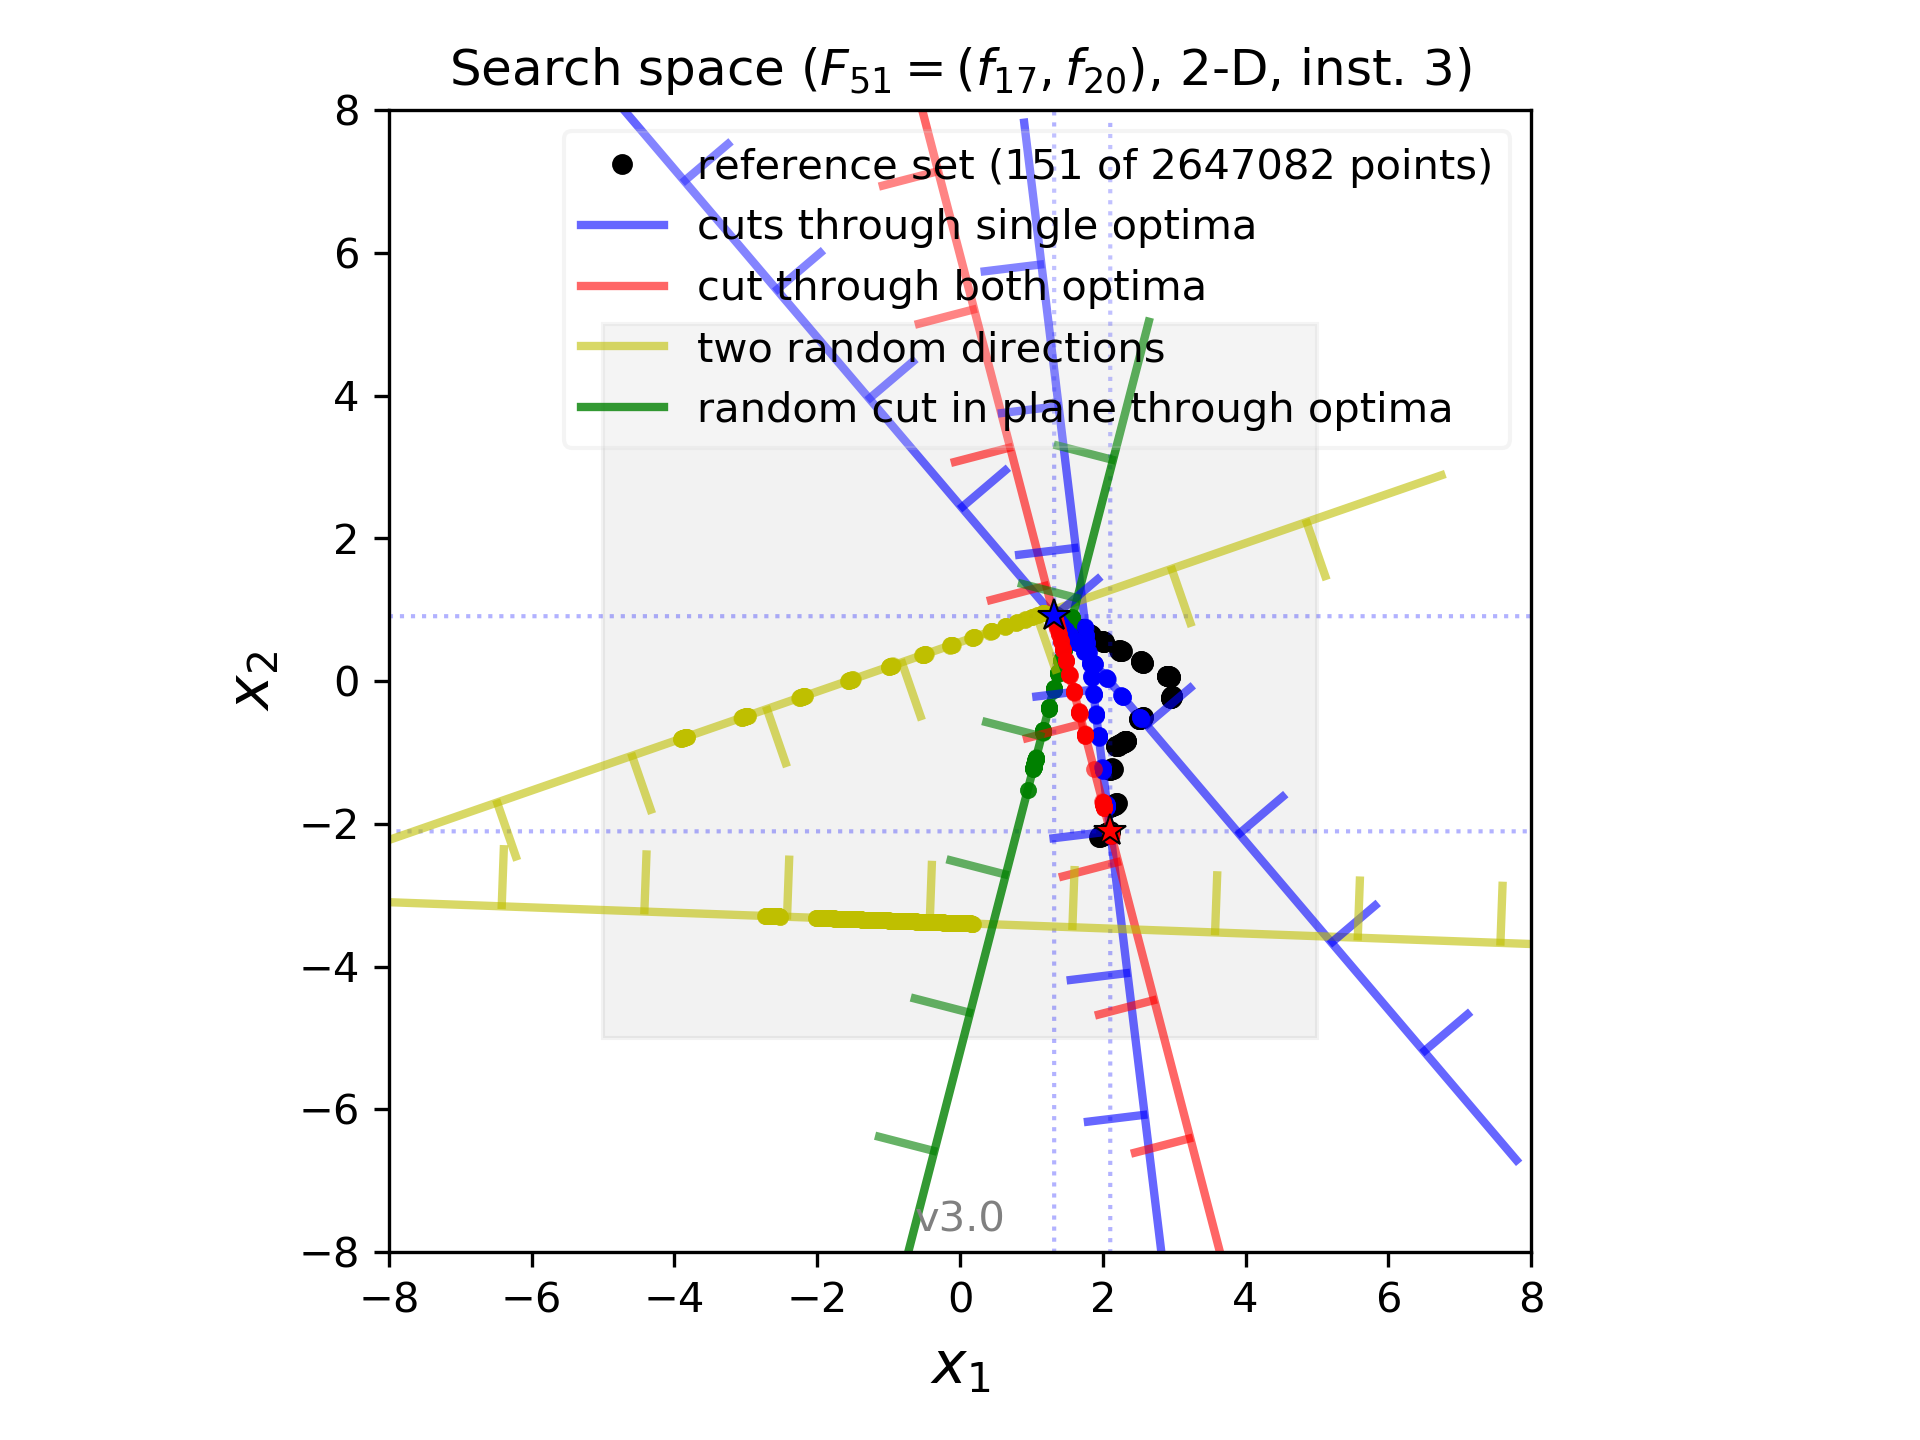 Search space (F₅₁ = (f₁₇, f₂₀), 2-D, inst. 3)
reference set (151 of 2647082 points)
cuts through single optima
cut through both optima
two random directions
random cut in plane through optima
8
6
4
2
0
−2
−4
−6
−8
x₂
v3.0
−8 −6 −4 −2 0 2 4 6 8
x₁